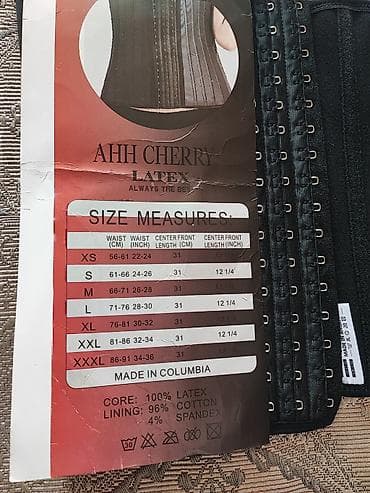 AHH CHERRY
LATEX
ALWAYS THE BEST
SIZE MEASURES:
WAIST (CM) WAIST (INCH) CENTER FRONT LENGTH (CM) CENTER FRONT LENGTH (INCH)
XS 56-61 22-24 31
S 61-66 24-26 31 12 1/4
M 66-71 26-28 31
L 71-76 28-30 31 12 1/4
XL 76-81 30-32 31
XXL 81-86 32-34 31 12 1/4
XXXL 86-91 34-36 31
MADE IN COLUMBIA
CORE: 100% LATEX
LINING: 96% COTTON
4% SPANDEX
30